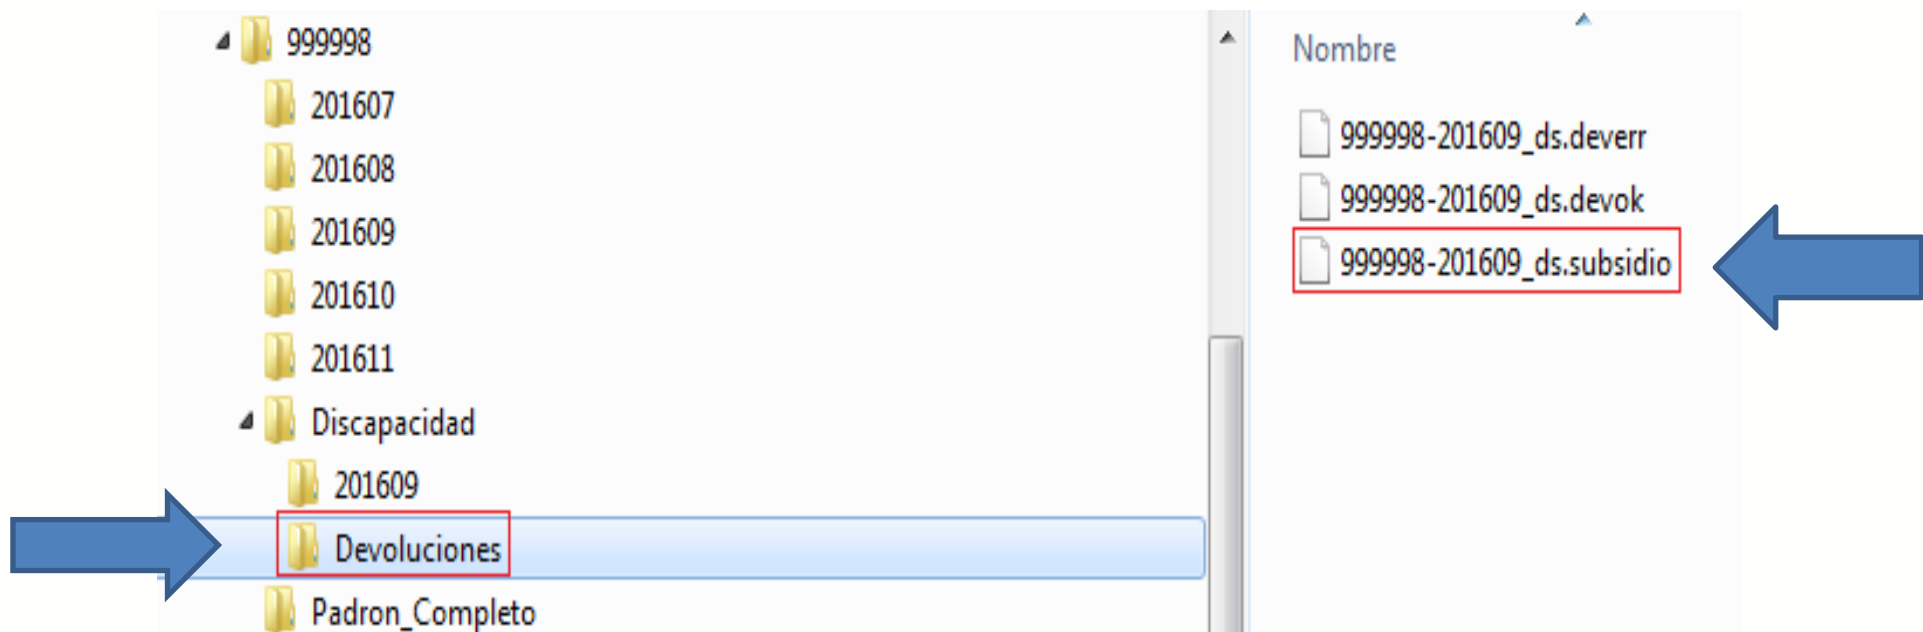 999998
201607
201608
201609
201610
201611
Discapacidad
201609
Devoluciones
Padron_Completo
Nombre
999998-201609_ds.deverr
999998-201609_ds.devok
999998-201609_ds.subsidio